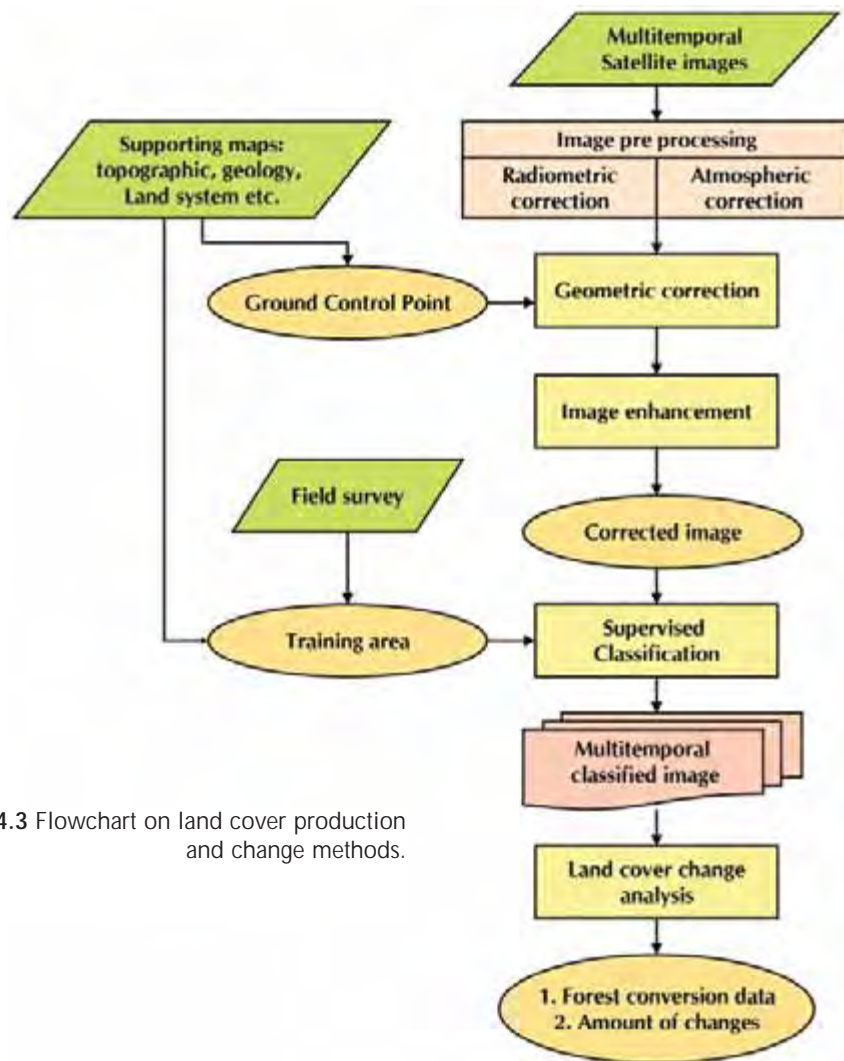 Multitemporal
Satellite images
Supporting maps:
topographic, geology,
Land system etc.
Image pre processing
Radiometric
correction
Atmospheric
correction
Ground Control Point
Geometric correction
Image enhancement
Field survey
Corrected image
Training area
Supervised
Classification
Multitemporal
classified image
4.3 Flowchart on land cover production
and change methods.
Land cover change
analysis
1. Forest conversion data
2. Amount of changes